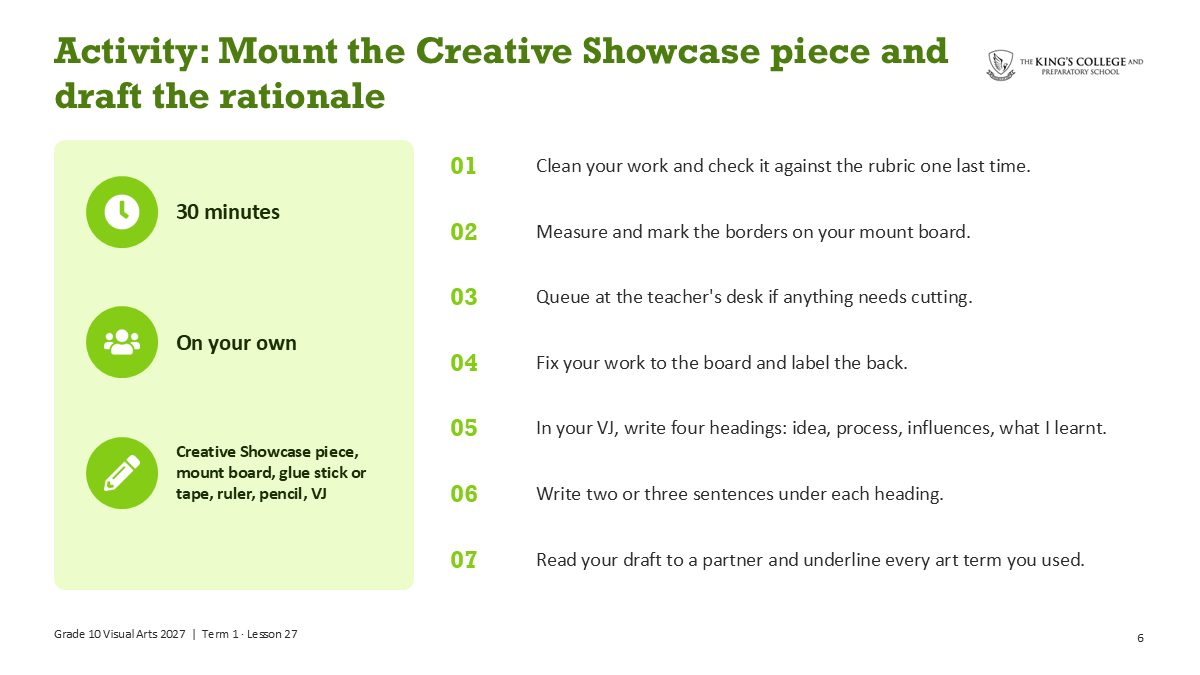 Activity: Mount the Creative Showcase piece and
draft the rationale
THE KING'S COLLEGE AND
PREPARATORY SCHOOL
30 minutes
On your own
Creative Showcase piece,
mount board, glue stick or
tape, ruler, pencil, VJ
01 Clean your work and check it against the rubric one last time.
02 Measure and mark the borders on your mount board.
03 Queue at the teacher's desk if anything needs cutting.
04 Fix your work to the board and label the back.
05 In your VJ, write four headings: idea, process, influences, what I learnt.
06 Write two or three sentences under each heading.
07 Read your draft to a partner and underline every art term you used.
Grade 10 Visual Arts 2027 | Term 1 · Lesson 27
6